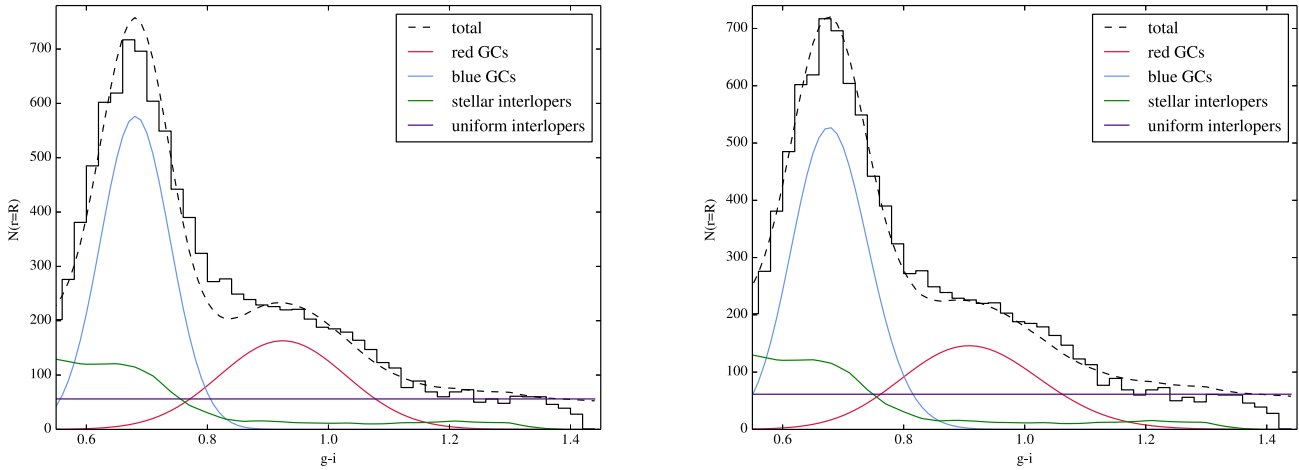 total
red GCs
blue GCs
stellar interlopers
uniform interlopers
700
600
500
400
300
200
100
0
N(r=R)
0.6
0.8
1.0
1.2
1.4
g-i
total
red GCs
blue GCs
stellar interlopers
uniform interlopers
700
600
500
400
300
200
100
0
N(r=R)
0.6
0.8
1.0
1.2
1.4
g-i